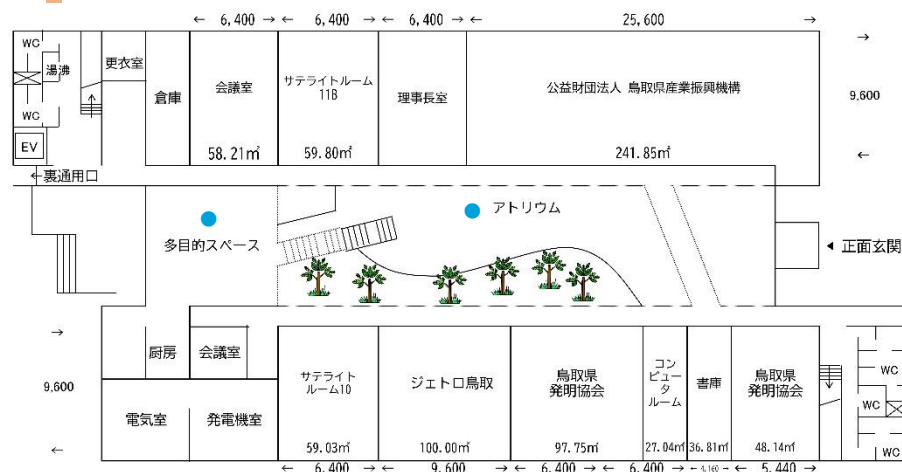 6,400
6,400
6,400
25,600
WC
湯沸
WC
EV
更衣室
倉庫
会議室
58.21㎡
サテライトルーム
11B
59.80㎡
理事長室
公益財団法人 鳥取県産業振興機構
241.85㎡
9,600
←裏通用口
多目的スペース
アトリウム
正面玄関
9,600
厨房
会議室
電気室
発電機室
サテライト
ルーム10
59.03㎡
ジェトロ鳥取
100.00㎡
鳥取県
発明協会
97.75㎡
コン
ピュー
タ
ルーム
27.04㎡
書庫
36.81㎡
鳥取県
発明協会
48.14㎡
WC
WC
WC
6,400
9,600
6,400
6,400
4,160
5,440